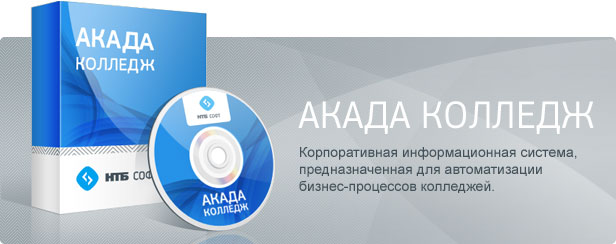 АКАДА
КОЛЛЕДЖ
НТБ СОФТ
НТБ СОФТ
АКАДА
КОЛЛЕДЖ
АКАДА КОЛЛЕДЖ
Корпоративная информационная система,
предназначенная для автоматизации
бизнес-процессов колледжей.